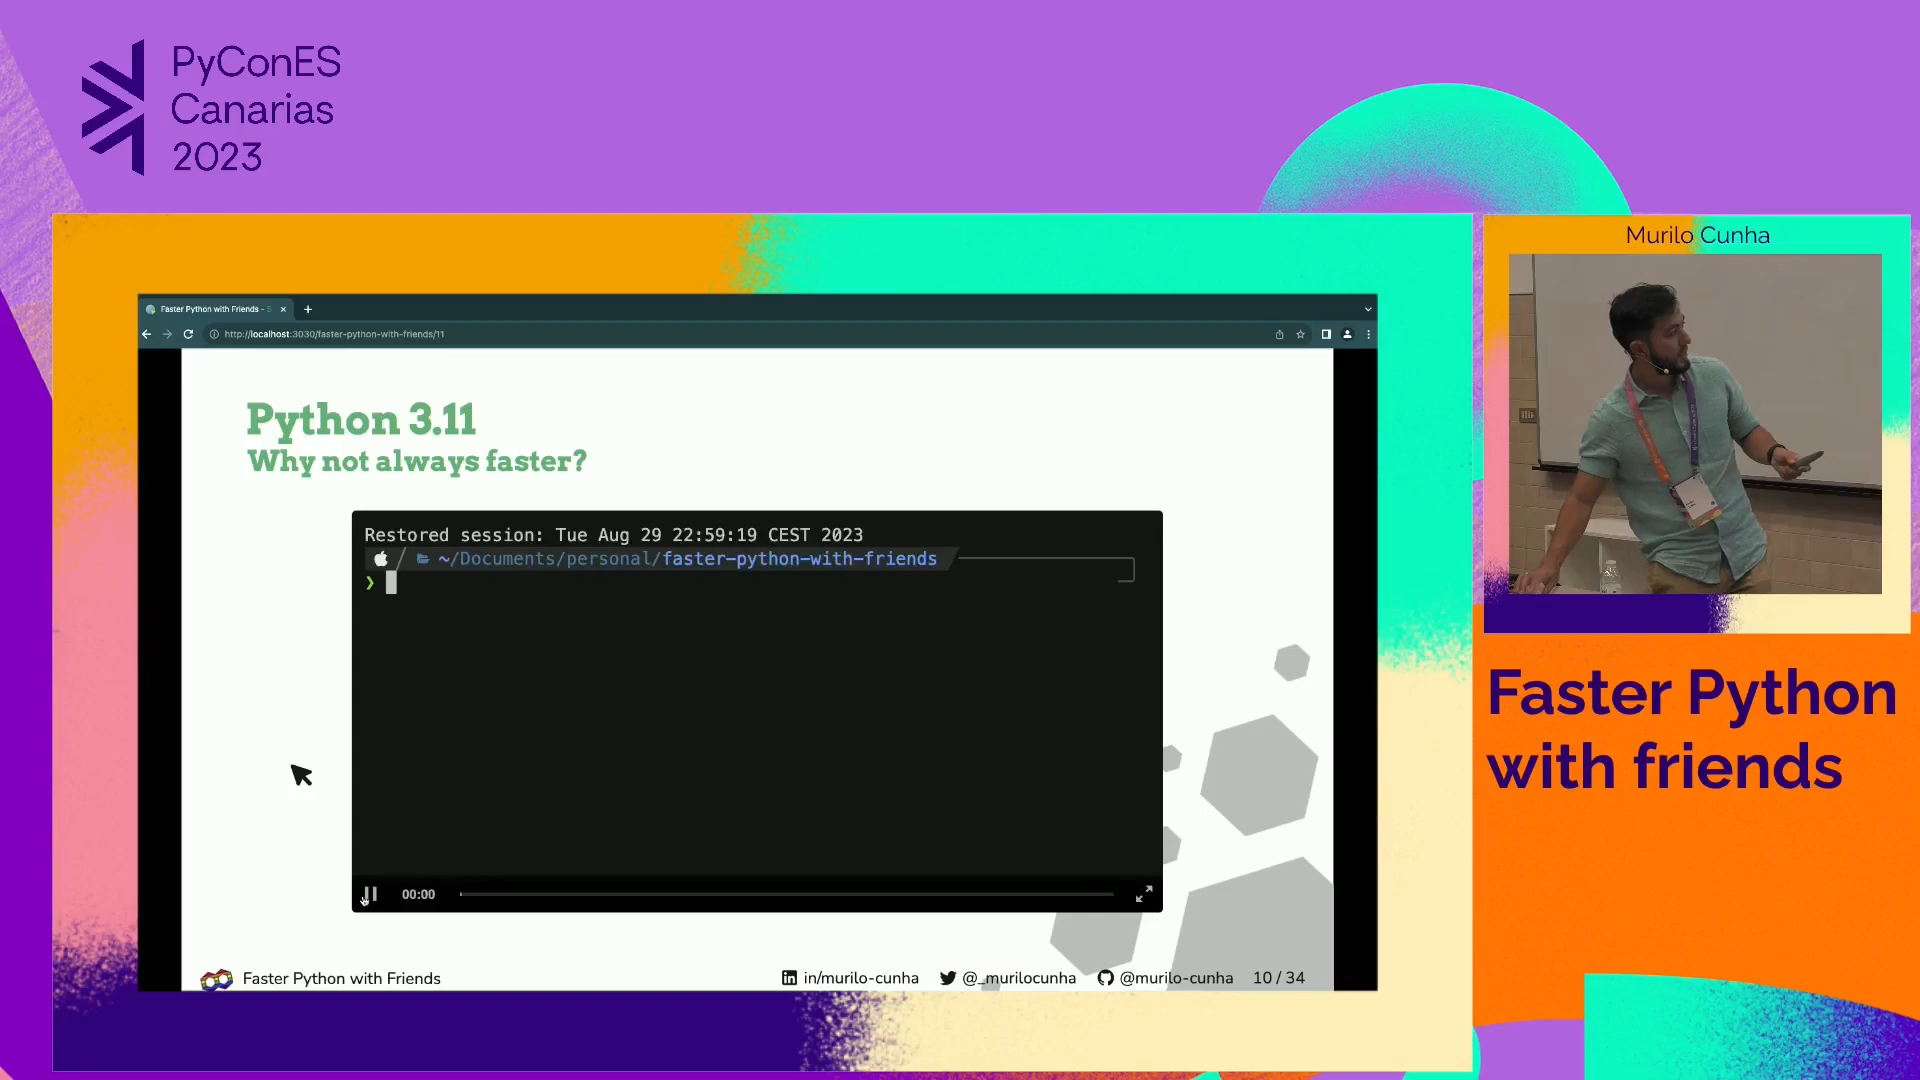 PyConES
Canarias
2023
Murilo Cunha
Faster Python with Friends -
http://localhost:3030/faster-python-with-friends/11
Python 3.11
Why not always faster?
Restored session: Tue Aug 29 22:59:19 CEST 2023
~/Documents/personal/faster-python-with-friends
❯
00:00
Faster Python with Friends
in/murilo-cunha
@_murilocunha
@murilo-cunha
10 / 34
Faster Python
with friends